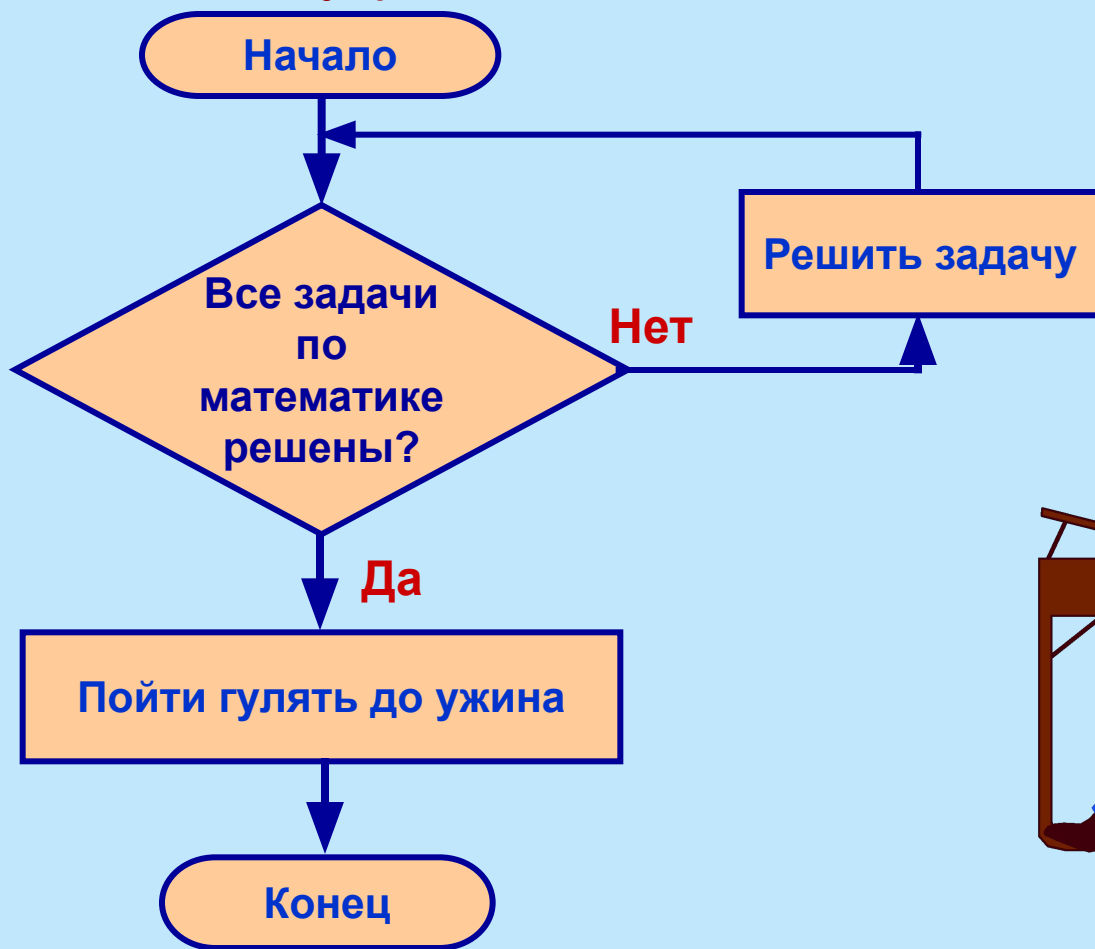 Начало
Решить задачу
Все задачи
по
математике
решены?
Нет
Да
Пойти гулять до ужина
Конец